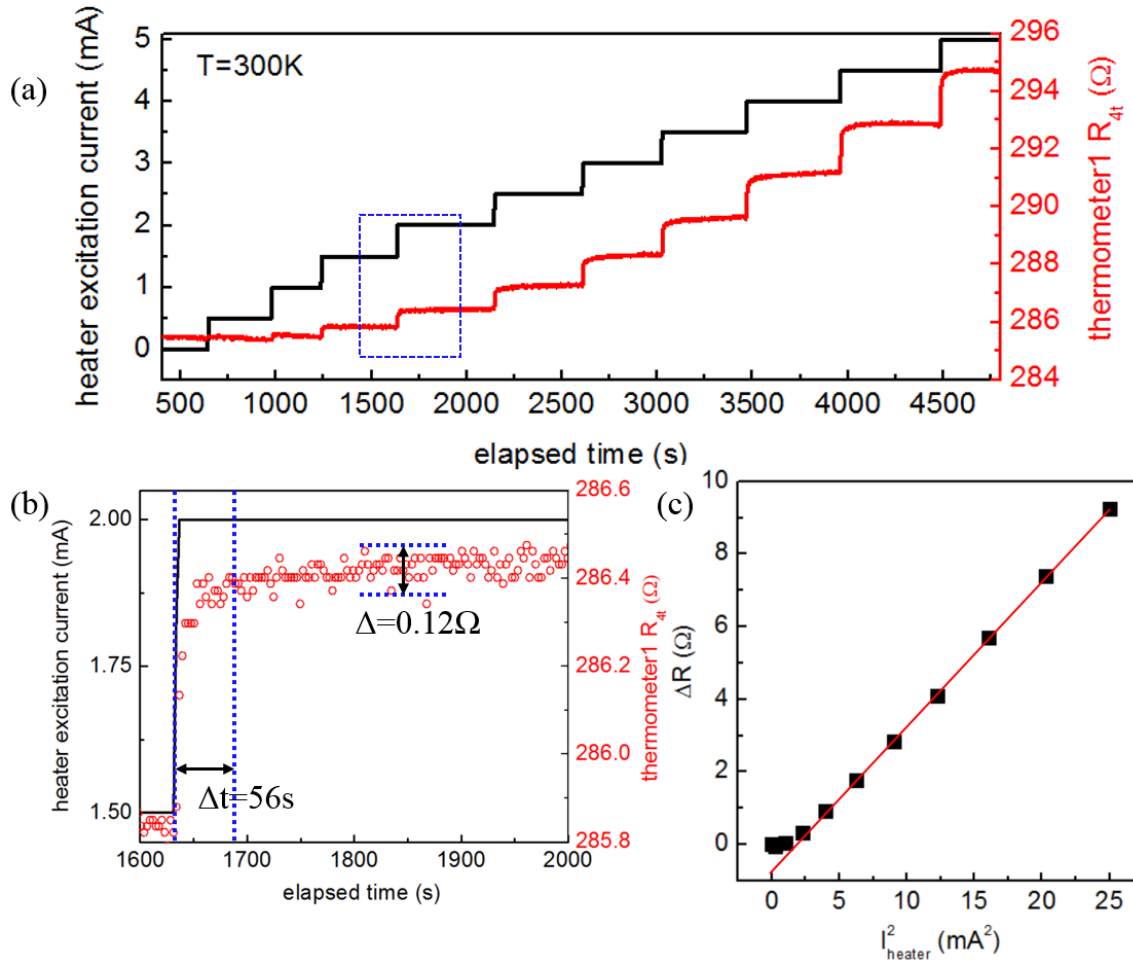 (a)
T=300K
heater excitation current (mA)
5
4
3
2
1
0
296
295
293
291
290
288
286
285
284
thermometer1 R4t (Ω)
500 1000 1500 2000 2500 3000 3500 4000 4500
elapsed time (s)
(b)
heater excitation current (mA)
2.00
1.75
1.50
286.6
286.4
286.2
286.0
285.8
thermometer1 R4t (Ω)
Δ=0.12Ω
Δt=56s
1600 1700 1800 1900 2000
elapsed time (s)
(c)
ΔR (Ω)
10
8
6
4
2
0
0 5 10 15 20 25
I²heater (mA²)